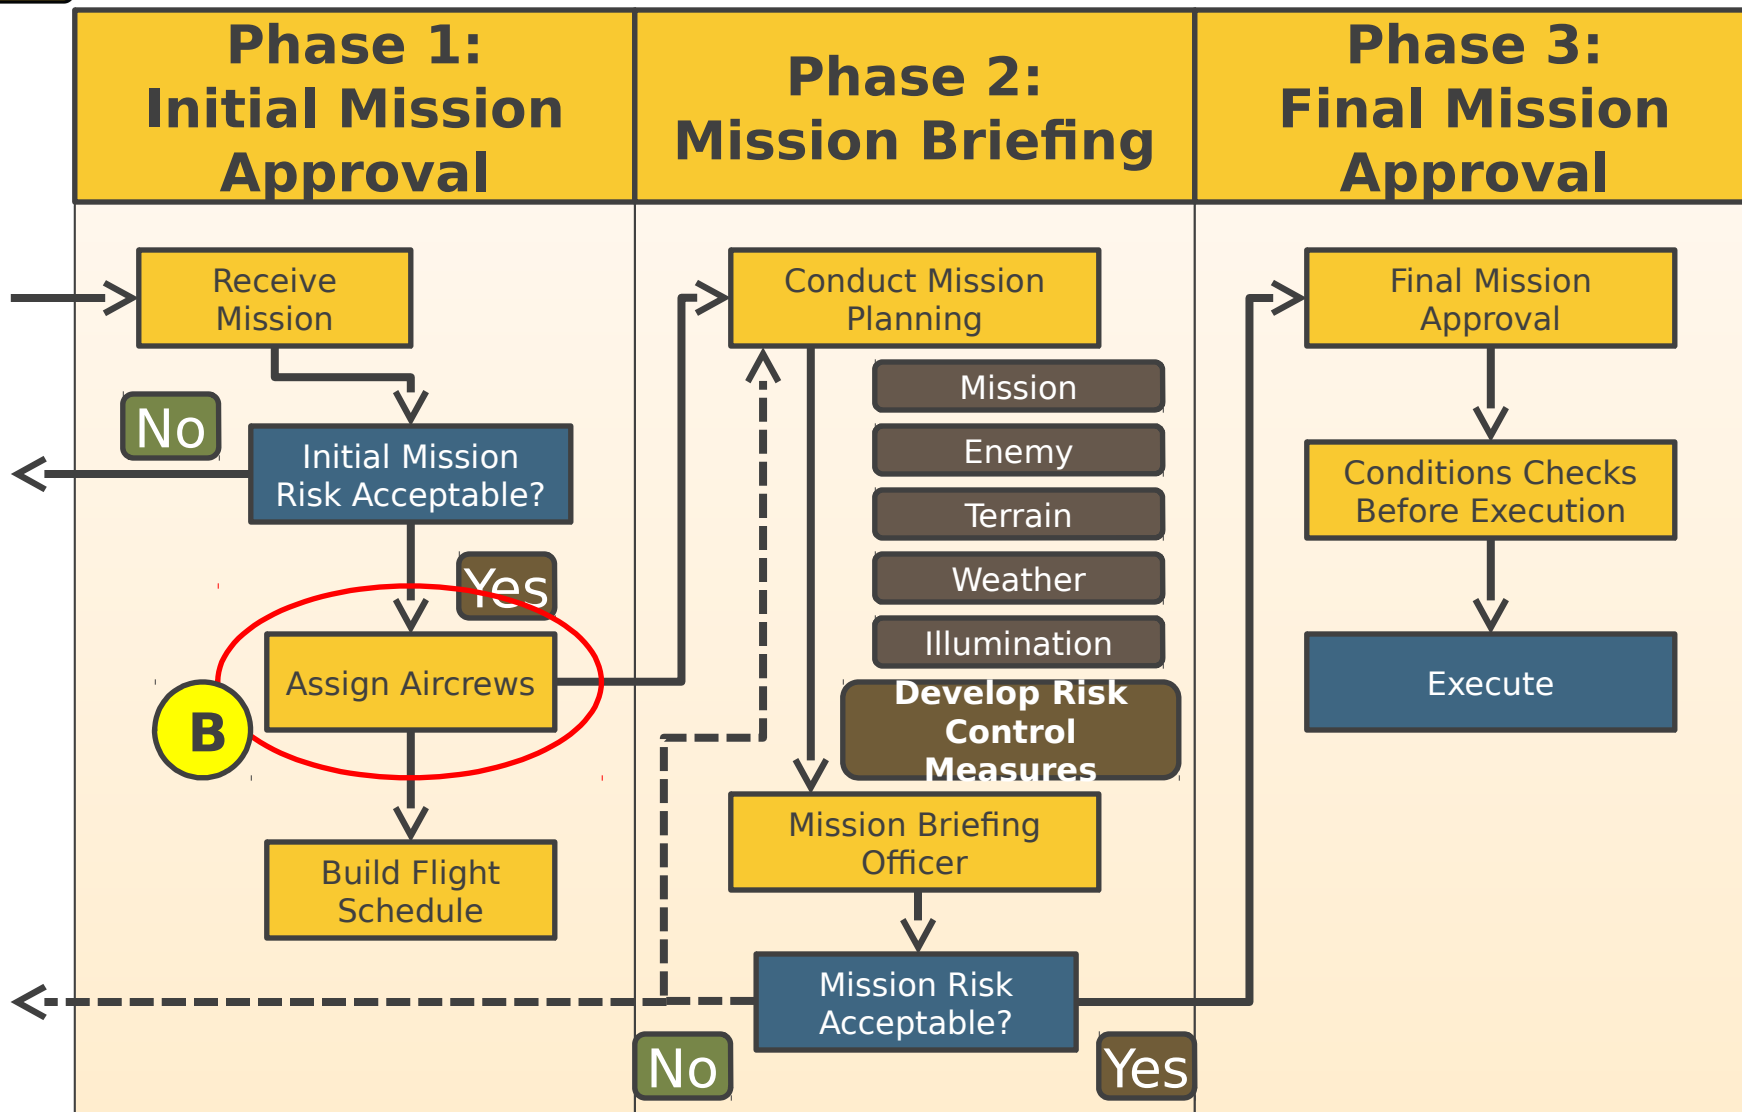 Phase 1:
Initial Mission
Approval
Phase 2:
Mission Briefing
Phase 3:
Final Mission
Approval
Receive
Mission
No
Initial Mission
Risk Acceptable?
Yes
Assign Aircrews
B
Build Flight
Schedule
Conduct Mission
Planning
Mission
Enemy
Terrain
Weather
Illumination
Develop Risk
Control
Measures
Mission Briefing
Officer
Mission Risk
Acceptable?
No
Yes
Final Mission
Approval
Conditions Checks
Before Execution
Execute